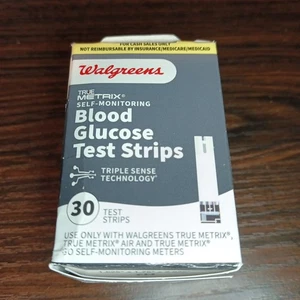 FOR CASH SALES ONLY
NOT REIMBURSABLE BY INSURANCE/MEDICARE/MEDICAID
Walgreens
TRUE
METRIX®
SELF-MONITORING
Blood
Glucose
Test Strips
TRIPLE SENSE
TECHNOLOGY™
30
TEST
STRIPS
USE ONLY WITH WALGREENS TRUE METRIX®,
TRUE METRIX® AIR AND TRUE METRIX®
GO SELF-MONITORING METERS